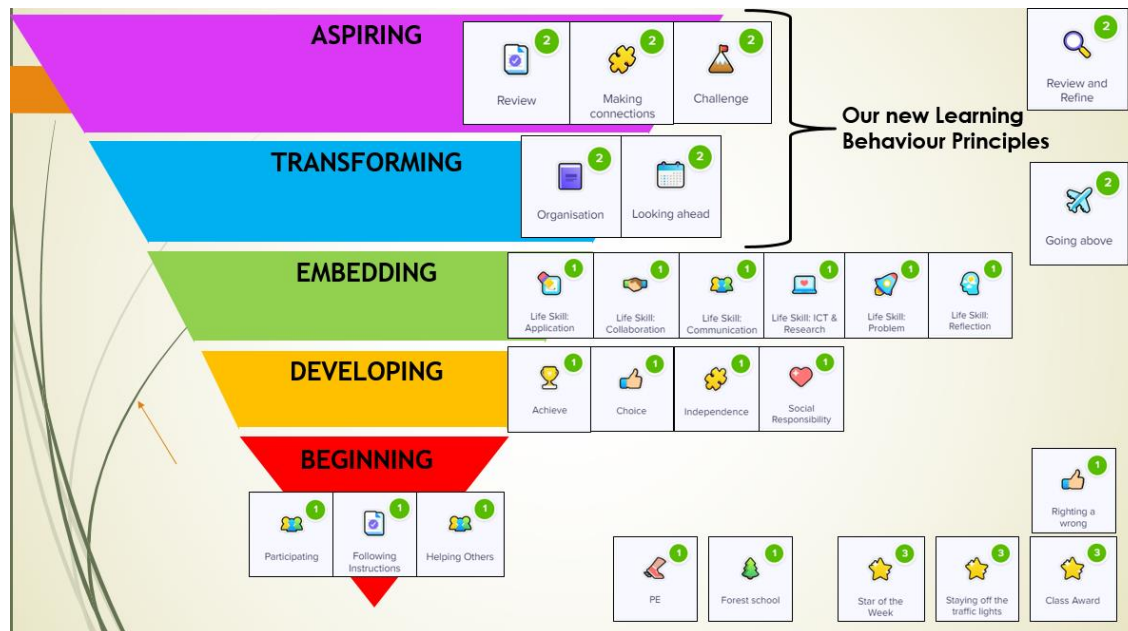 ASPIRING
2
Review
2
Making
connections
2
Challenge
2
Review and
Refine
Our new Learning
Behaviour Principles
TRANSFORMING
2
Organisation
2
Looking ahead
2
Going above
EMBEDDING
1
Life Skill:
Application
1
Life Skill:
Collaboration
1
Life Skill:
Communication
1
Life Skill: ICT &
Research
1
Life Skill:
Problem
1
Life Skill:
Reflection
DEVELOPING
1
Achieve
1
Choice
1
Independence
1
Social
Responsibility
BEGINNING
1
Participating
1
Following
Instructions
1
Helping Others
1
Righting a
wrong
1
PE
1
Forest school
3
Star of the
Week
3
Staying off the
traffic lights
3
Class Award